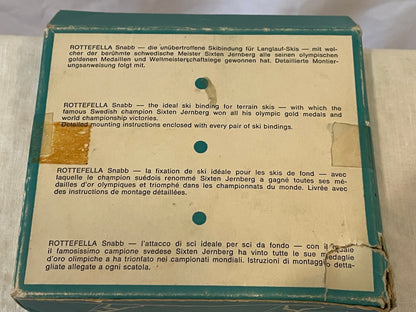 ROTTEFELLA Snabb — die unübertroffene Skibindung für Langlauf-Skis — mit wel-
cher der berühmte schwedische Meister Sixten Jernberg alle seinen olympischen
goldenen Medaillen und Weltmeisterschaftsiege gewonnen hat. Detaillierte Montier-
ungsanweisung folgt mit.
ROTTEFELLA Snabb — the ideal ski binding for terrain skis — with which the
famous Swedish champion Sixten Jernberg won all his olympic gold medals and
world championship victories.
Detailed mounting instructions enclosed with every pair of ski bindings.
ROTTEFELLA Snabb — la fixation de ski idéale pour les skis de fond — avec
laquelle le champion suédois renommé Sixten Jernberg a gagné toutes ses mé-
dailles d'or olympiques et triomphé dans les championnats du monde. Livrée avec
des instructions de montage détaillées.
ROTTEFELLA Snabb — l'attacco di sci ideale per sci da fondo — con il quale
il famosissimo campione svedese Sixten Jernberg ha vinto tutte le sue medaglie
d'oro olimpiche e ha trionfato nei campionati mondiali. Istruzioni di montaggio detta-
gliate allegate a ogni scatola.